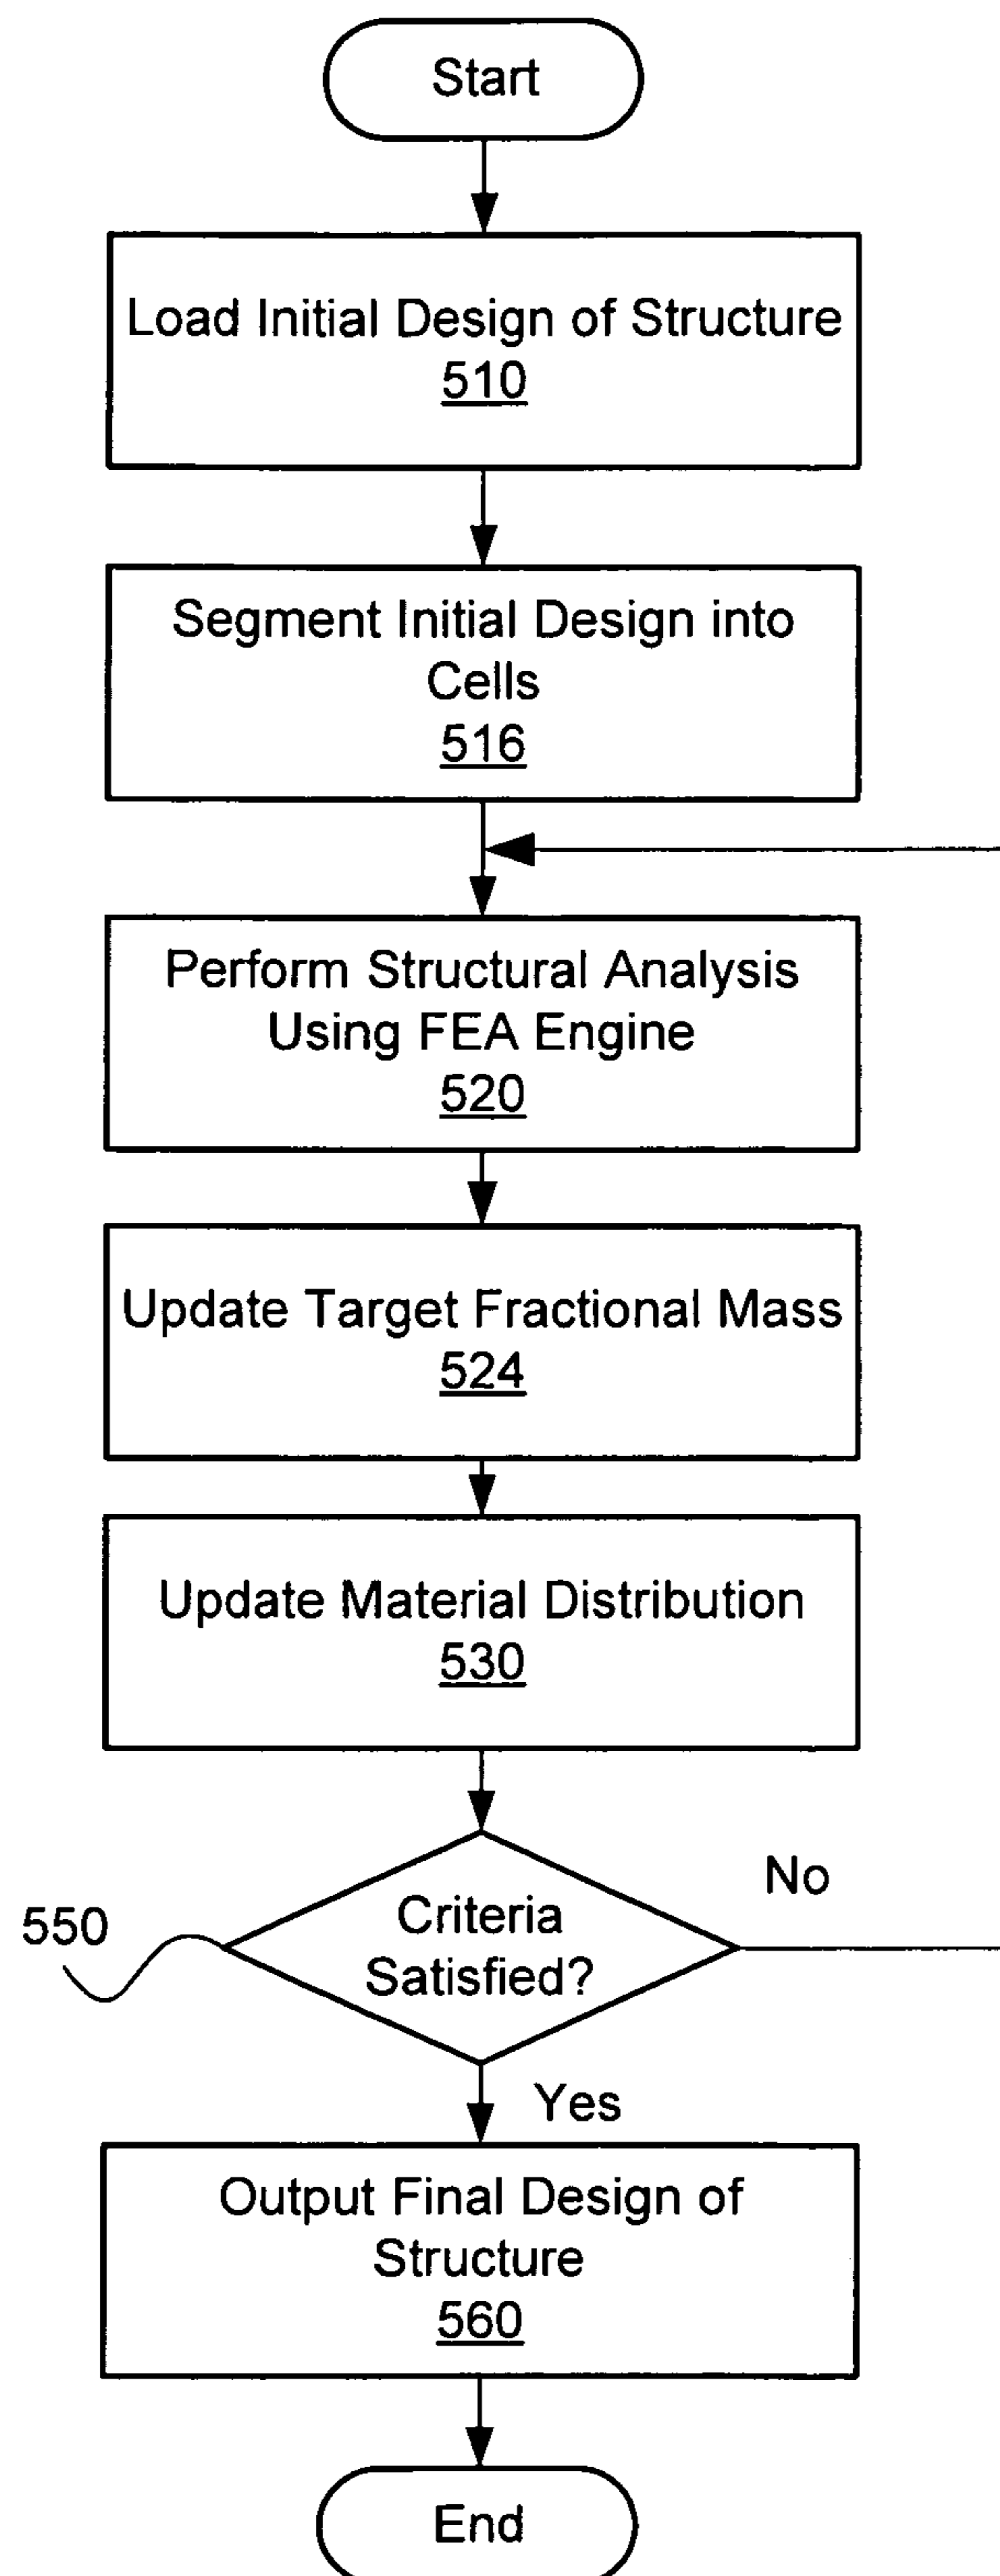 Start
Load Initial Design of Structure
510
Segment Initial Design into
Cells
516
Perform Structural Analysis
Using FEA Engine
520
Update Target Fractional Mass
524
Update Material Distribution
530
550
Criteria
Satisfied?
No
Yes
Output Final Design of
Structure
560
End